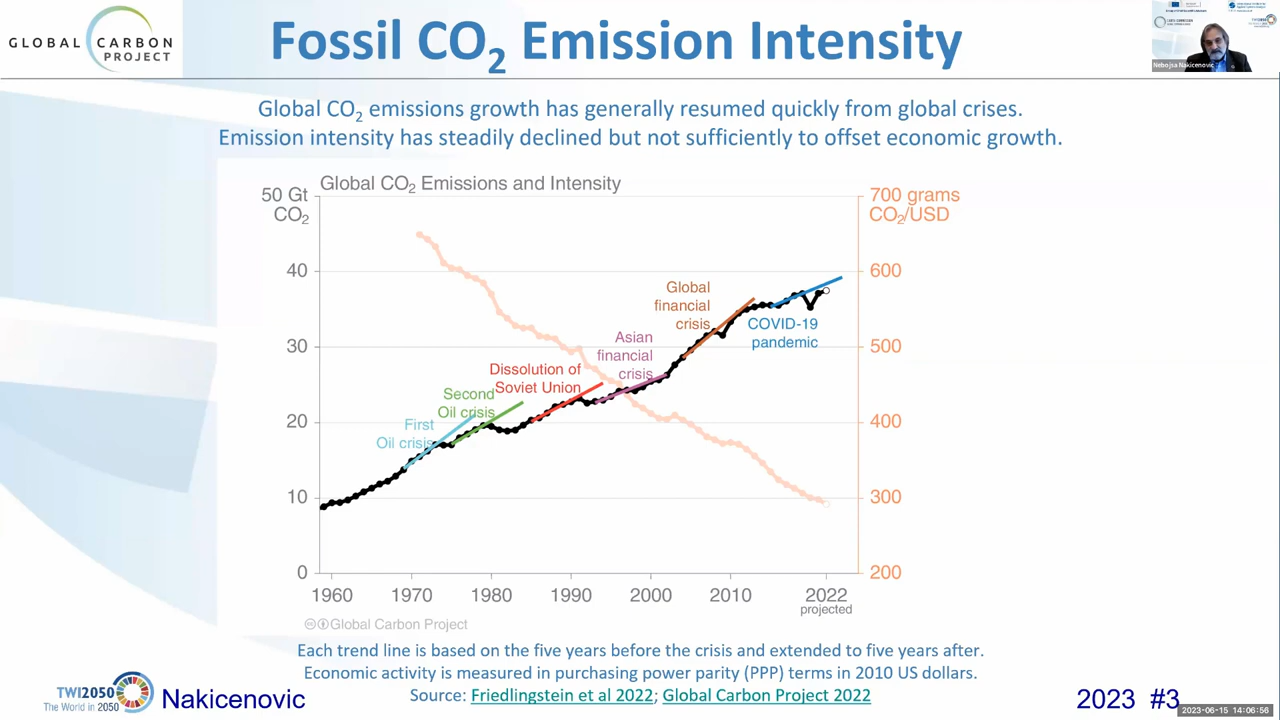 GLOBAL CARBON
PROJECT
Fossil CO₂ Emission Intensity
Nebojsa Nakicenovic
Global CO₂ emissions growth has generally resumed quickly from global crises.
Emission intensity has steadily declined but not sufficiently to offset economic growth.
Global CO₂ Emissions and Intensity
50 Gt
CO₂
40
30
20
10
0
700 grams
CO₂/USD
600
500
400
300
200
First
Oil crisis
Second
Oil crisis
Dissolution of
Soviet Union
Asian
financial
crisis
Global
financial
crisis
COVID-19
pandemic
1960 1970 1980 1990 2000 2010 2022
projected
Global Carbon Project
Each trend line is based on the five years before the crisis and extended to five years after.
Economic activity is measured in purchasing power parity (PPP) terms in 2010 US dollars.
Source: Friedlingstein et al 2022; Global Carbon Project 2022
TWI2050
The World in 2050
Nakicenovic
2023 #3
2023-06-15 14:06:56